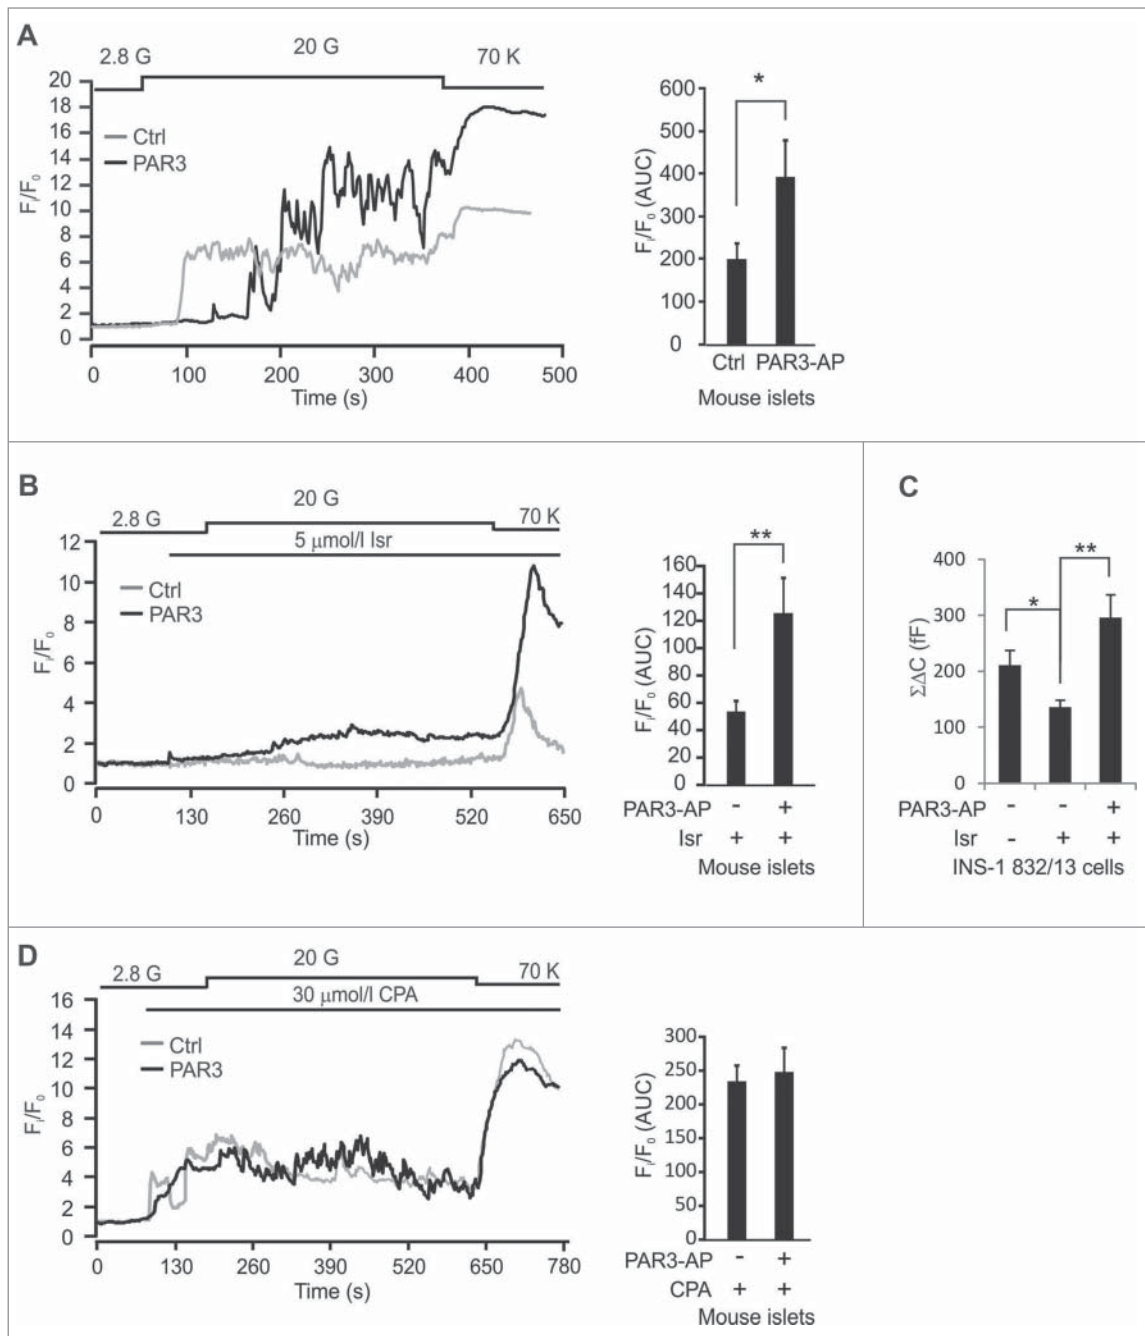 A
2.8 G
20 G
70 K
20
18
16
14
12
10
8
6
4
2
0
Fi/F0
Ctrl
PAR3
0 100 200 300 400 500
Time (s)
600
500
400
300
200
100
0
Fi/F0 (AUC)
*
Ctrl PAR3-AP
Mouse islets
B
2.8 G
20 G
70 K
5 μmol/l Isr
12
10
8
6
4
2
0
Fi/F0
Ctrl
PAR3
0 130 260 390 520 650
Time (s)
160
140
120
100
80
60
40
20
0
Fi/F0 (AUC)
**
PAR3-AP - +
Isr + +
Mouse islets
C
400
300
200
100
0
ΣΔC (fF)
*
**
PAR3-AP - - +
Isr - + +
INS-1 832/13 cells
D
2.8 G
20 G
70 K
30 μmol/l CPA
16
14
12
10
8
6
4
2
0
Fi/F0
Ctrl
PAR3
0 130 260 390 520 650 780
Time (s)
300
250
200
150
100
50
0
Fi/F0 (AUC)
PAR3-AP - +
CPA + +
Mouse islets